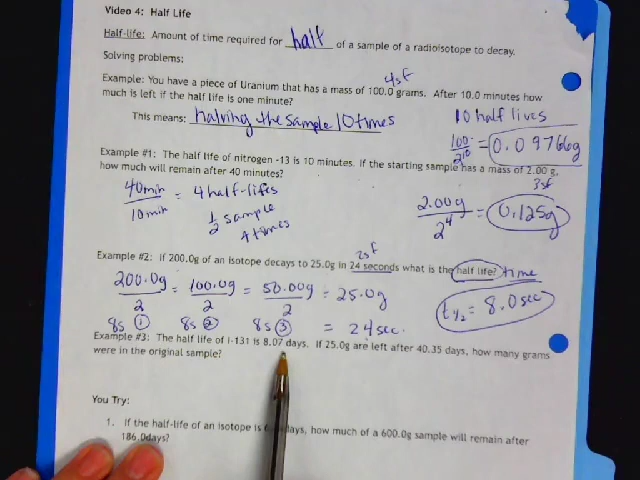 Video 4: Half Life
Half-life: Amount of time required for half of a sample of a radioisotope to decay.
Solving problems:
4sf
Example: You have a piece of Uranium that has a mass of 100.0 grams. After 10.0 minutes how
much is left if the half life is one minute?
10 half lives
This means: halving the sample 10 times
100/2^10 = 0.09766g
Example #1: The half life of nitrogen -13 is 10 minutes. If the starting sample has a mass of 2.00 g,
how much will remain after 40 minutes?
3sf
40min/10min = 4 half-lifes
1/2 sample
4 times
2.00g/2^4 = 0.125g
2sf
Example #2: If 200.0g of an isotope decays to 25.0g in 24 seconds what is the half life? time
200.0g/2 = 100.0g/2 = 50.00g/2 = 25.0g
t1/2 = 8.0sec
8s 1 8s 2 8s 3 = 24sec.
Example #3: The half life of I-131 is 8.07 days. If 25.0g are left after 40.35 days, how many grams
were in the original sample?
You Try:
1. If the half-life of an isotope is days, how much of a 600.0g sample will remain after
186.0days?